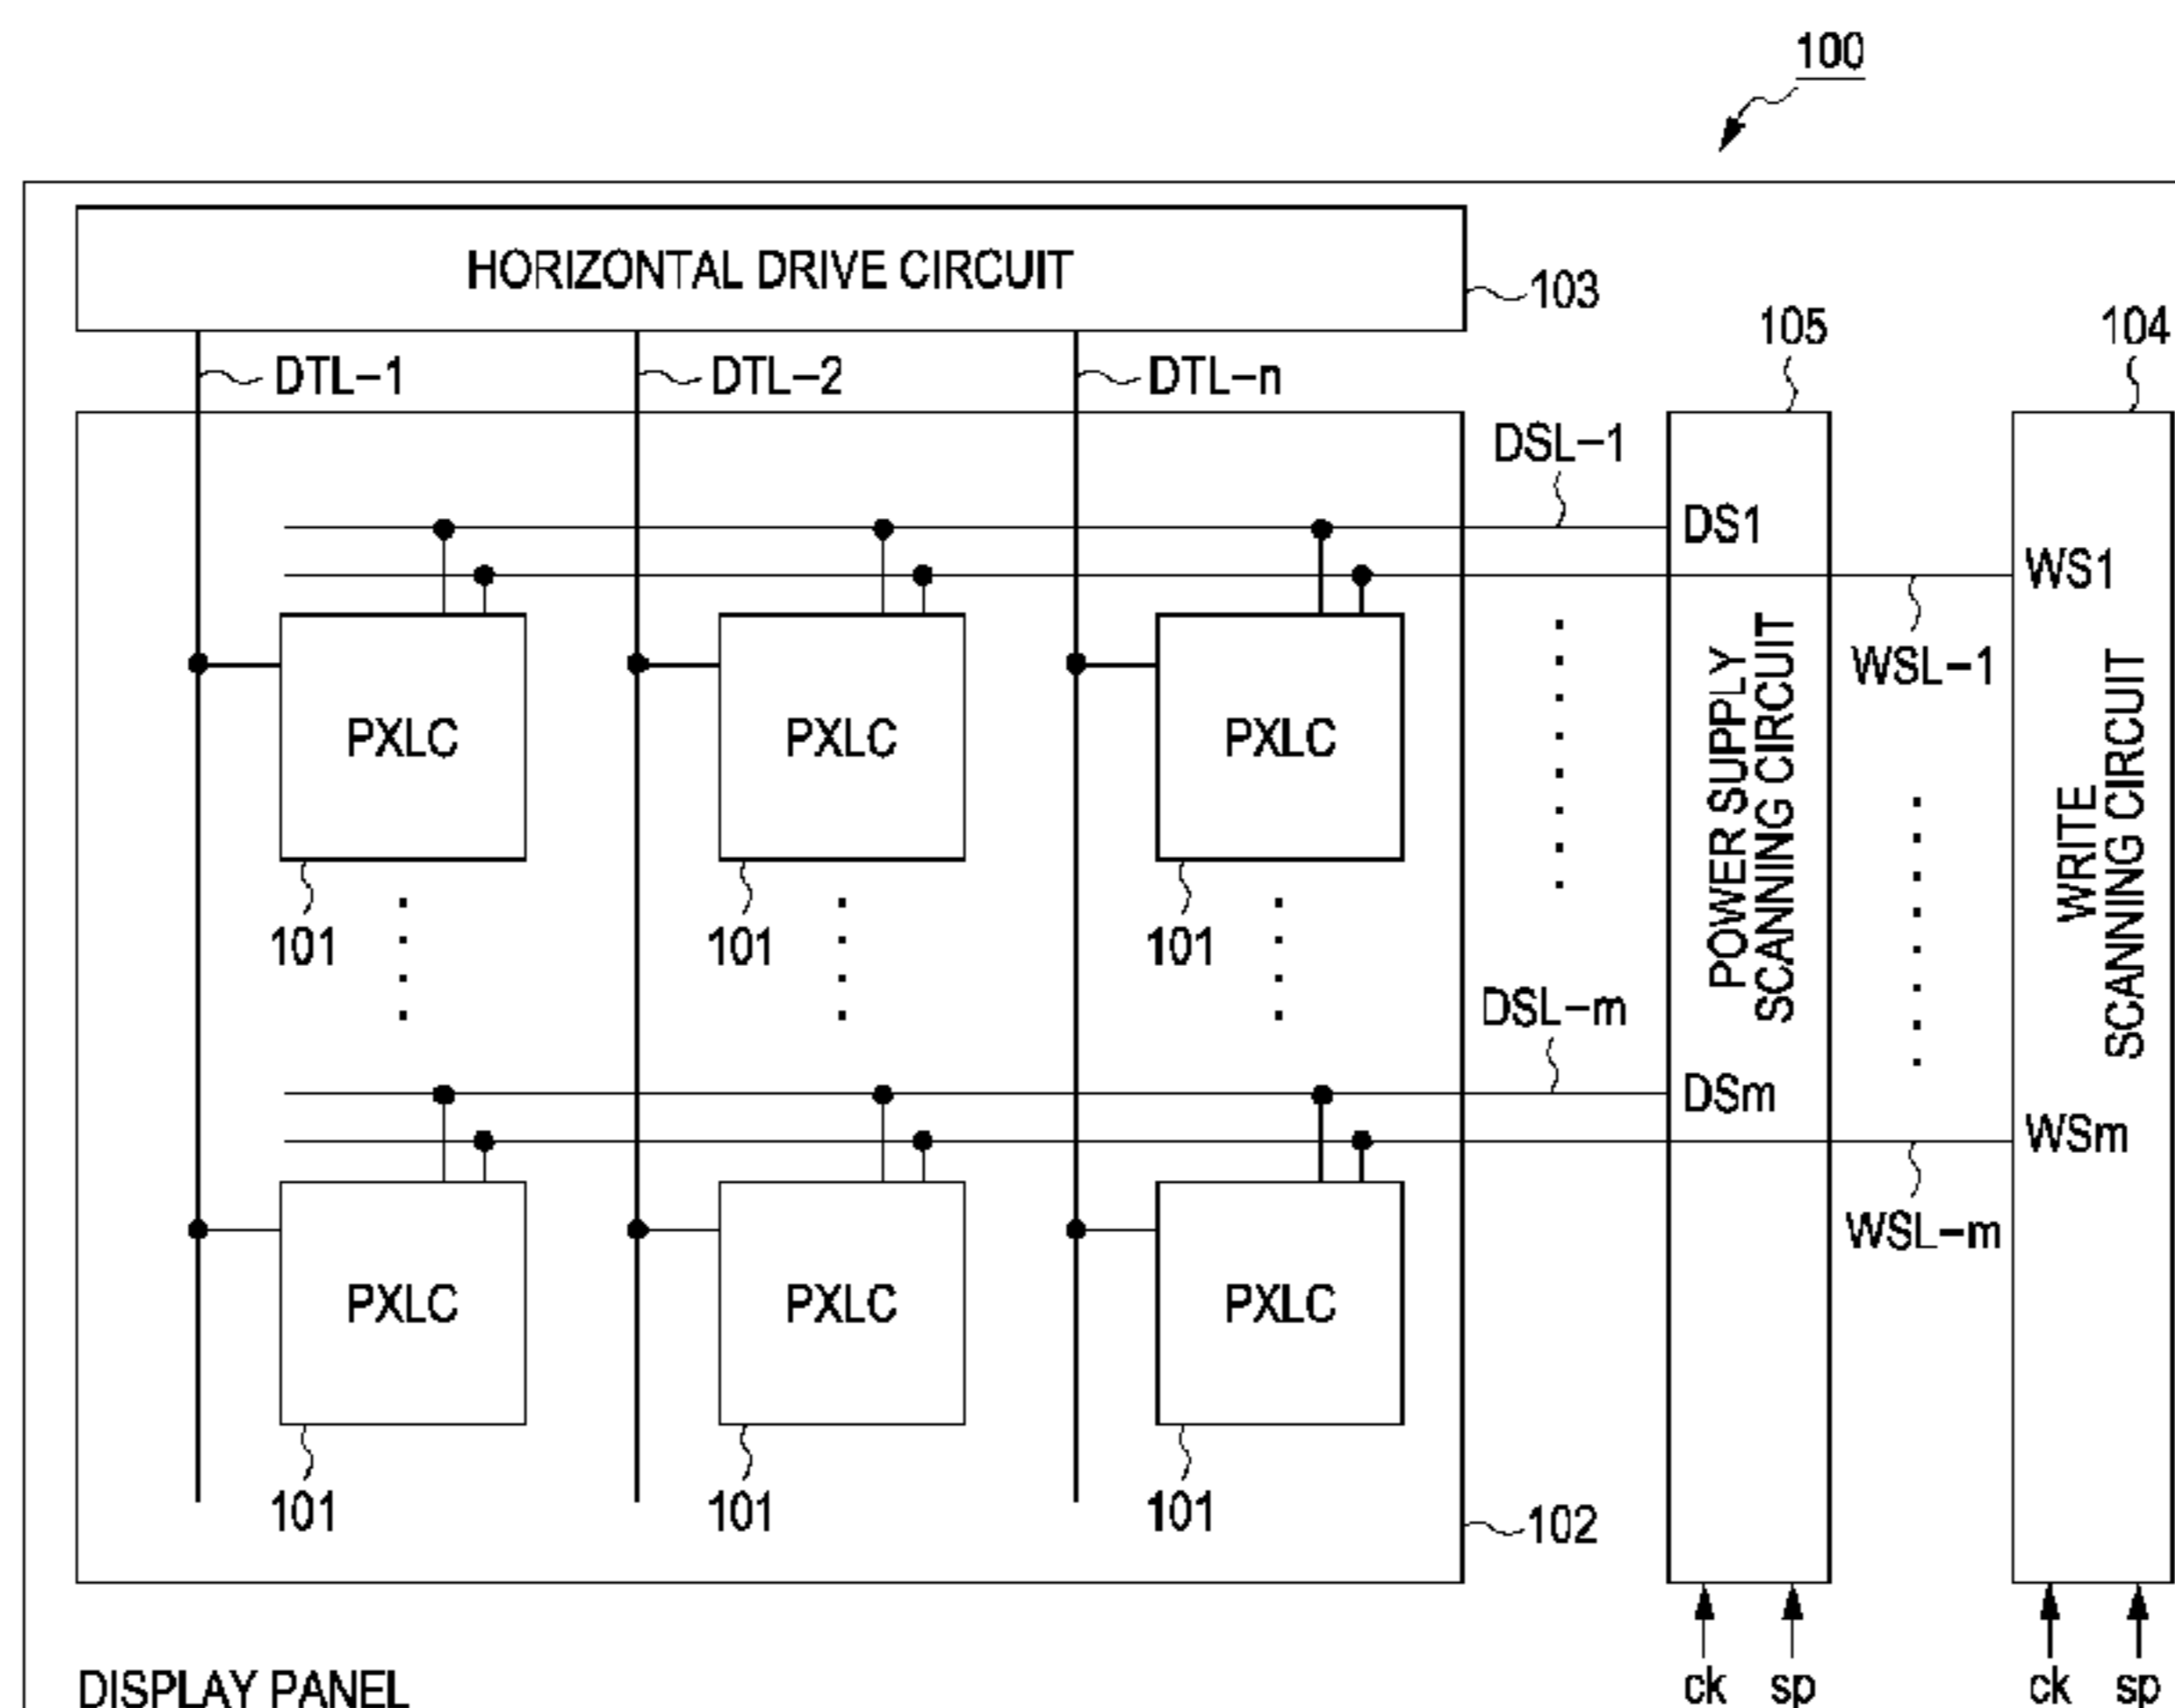 100
HORIZONTAL DRIVE CIRCUIT
103
105
104
DTL-1
DTL-2
DTL-n
DSL-1
DS1
WS1
WSL-1
PXLC
PXLC
PXLC
POWER SUPPLY
SCANNING CIRCUIT
WRITE
SCANNING CIRCUIT
101
101
101
DSL-m
DSm
WSm
WSL-m
PXLC
PXLC
PXLC
101
101
101
102
DISPLAY PANEL
ck
sp
ck
sp